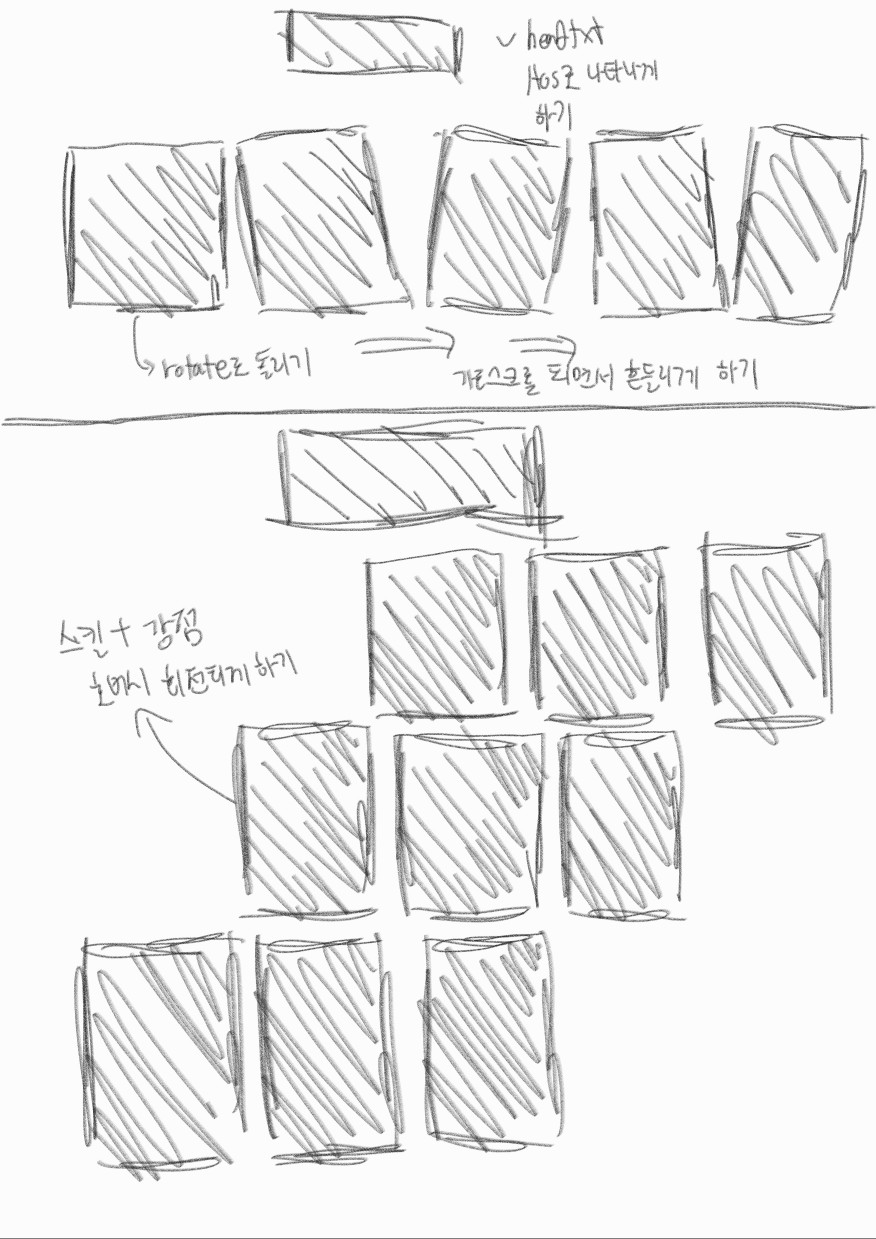 ✓ headtxt
AOS로 나타나게
하기
rotate로 돌리기
가로스크롤 되면서 흔들리게 하기
스킬 + 강점
호버시 회전되게 하기